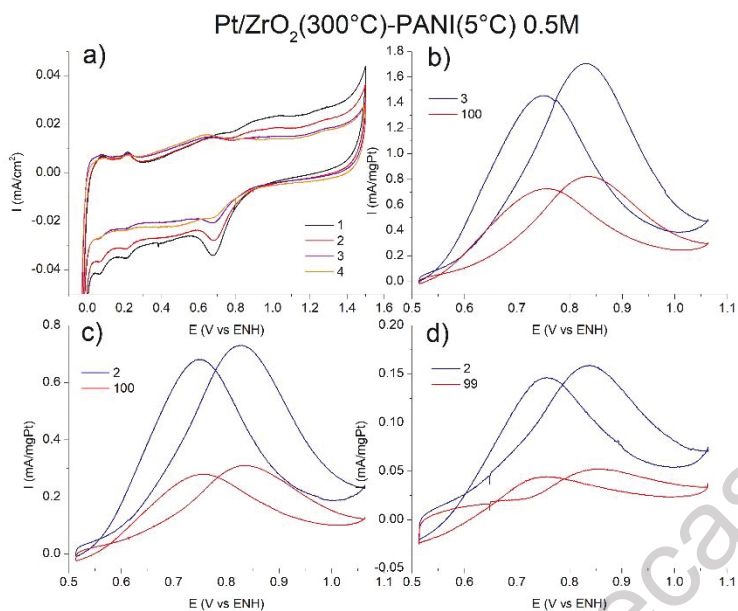 Pt/ZrO2(300°C)-PANI(5°C) 0.5M
a)
I (mA/cm²)
0.04
0.02
0.00
-0.02
-0.04
1
2
3
4
0.0 0.2 0.4 0.6 0.8 1.0 1.2 1.4 1.6
E (V vs ENH)
b)
I (mA/mgPt)
1.8
1.6
1.4
1.2
1.0
0.8
0.6
0.4
0.2
0.0
3
100
0.5 0.6 0.7 0.8 0.9 1.0 1.1
E (V vs ENH)
c)
I (mA/mgPt)
0.8
0.6
0.4
0.2
0.0
2
100
0.5 0.6 0.7 0.8 0.9 1.0 1.1
E (V vs ENH)
d)
I (mA/mgPt)
0.20
0.15
0.10
0.05
0.00
-0.05
2
99
0.5 0.6 0.7 0.8 0.9 1.0 1.1
E (V vs ENH)
ecas